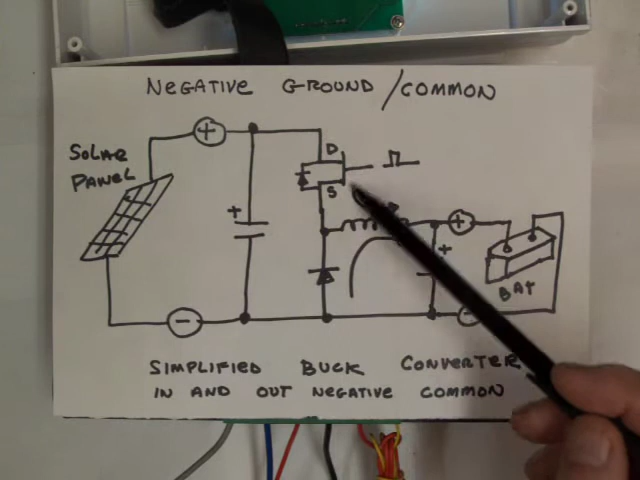 NEGATIVE GROUND / COMMON
SOLAR
PANEL
+
D
S
+
+
+
BAT
-
-
SIMPLIFIED BUCK CONVERTER
IN AND OUT NEGATIVE COMMON